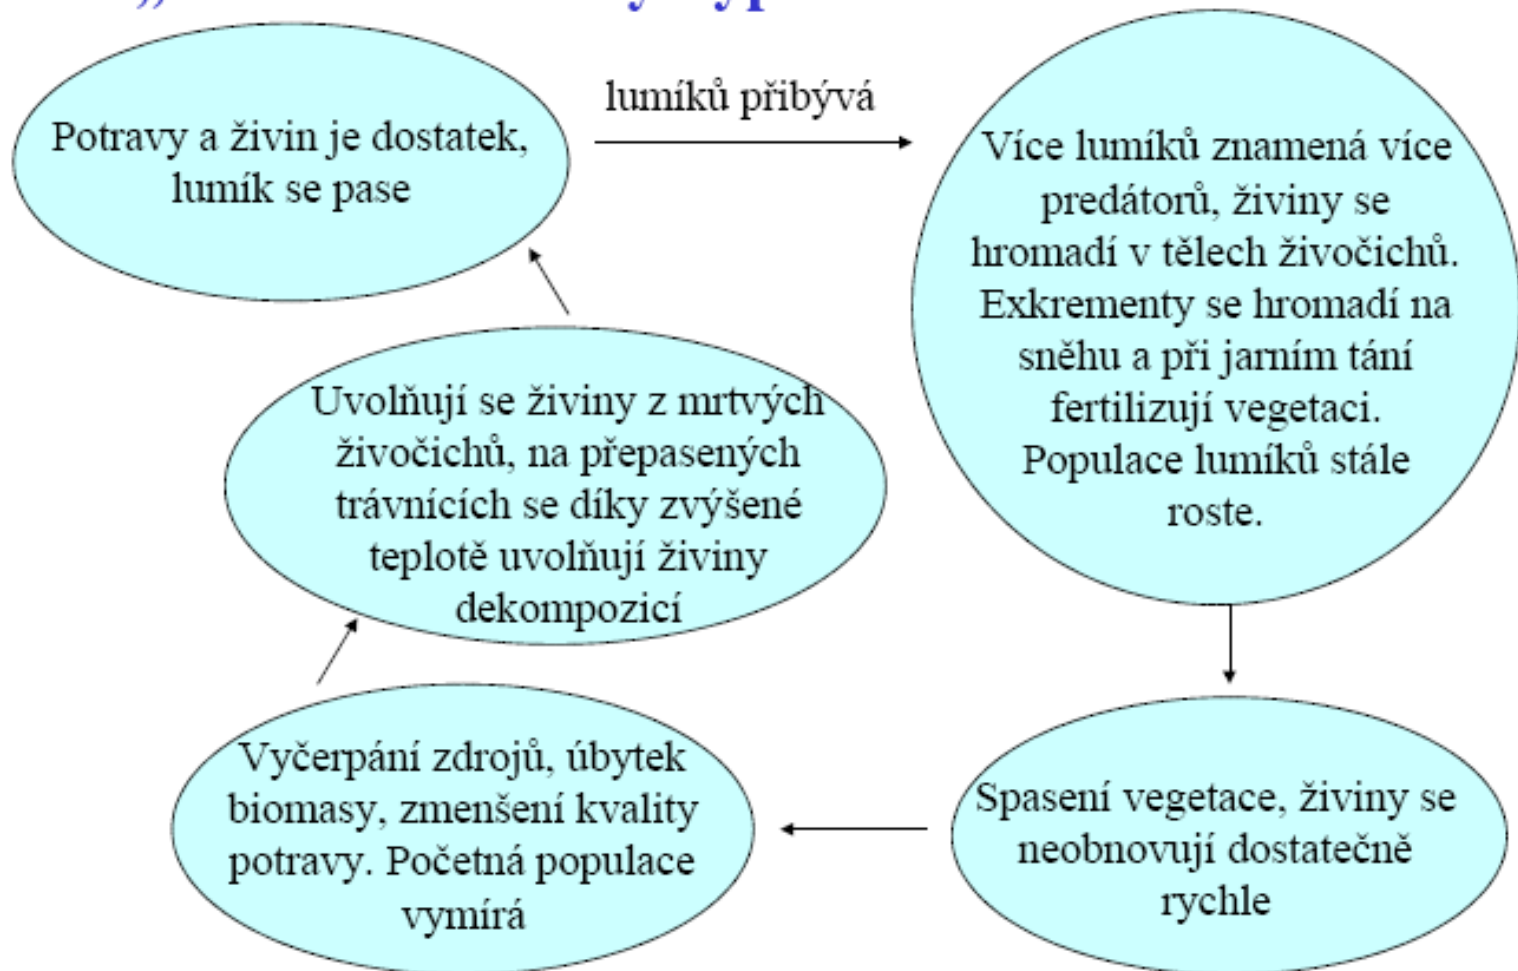 Potravy a živin je dostatek,
lumík se pase
lumíků přibývá
Více lumíků znamená více
predátorů, živiny se
hromadí v tělech živočichů.
Exkrementy se hromadí na
sněhu a při jarním tání
fertilizují vegetaci.
Populace lumíků stále
roste.
Spasení vegetace, živiny se
neobnovují dostatečně
rychle
Vyčerpání zdrojů, úbytek
biomasy, zmenšení kvality
potravy. Početná populace
vymírá
Uvolňují se živiny z mrtvých
živočichů, na přepasených
trávnících se díky zvýšené
teplotě uvolňují živiny
dekompozicí